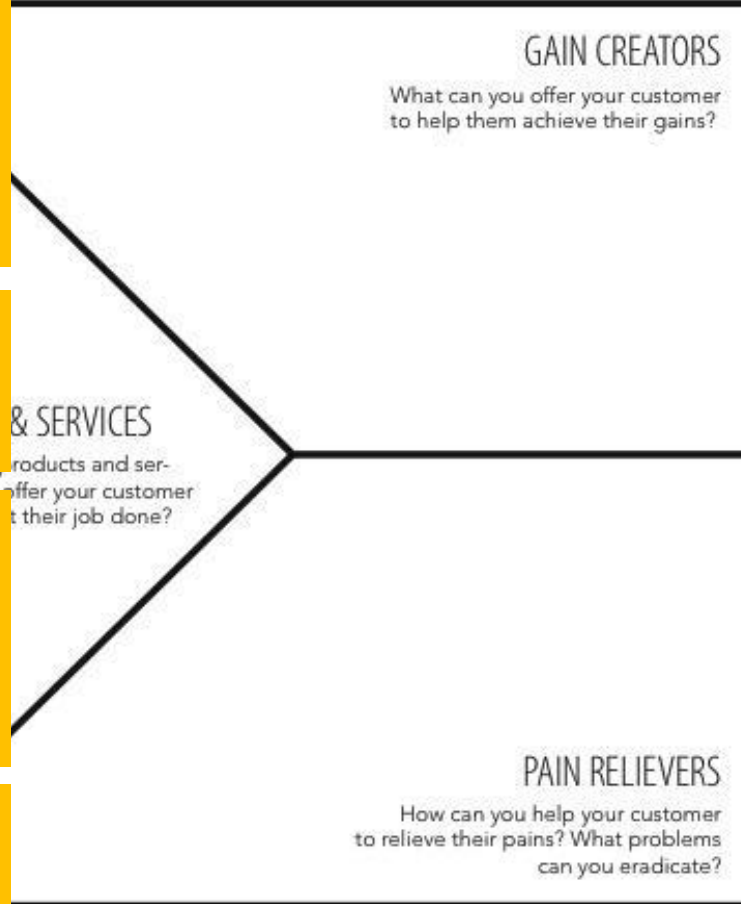 GAIN CREATORS
What can you offer your customer
to help them achieve their gains?
& SERVICES
products and ser-
offer your customer
their job done?
PAIN RELIEVERS
How can you help your customer
to relieve their pains? What problems
can you eradicate?